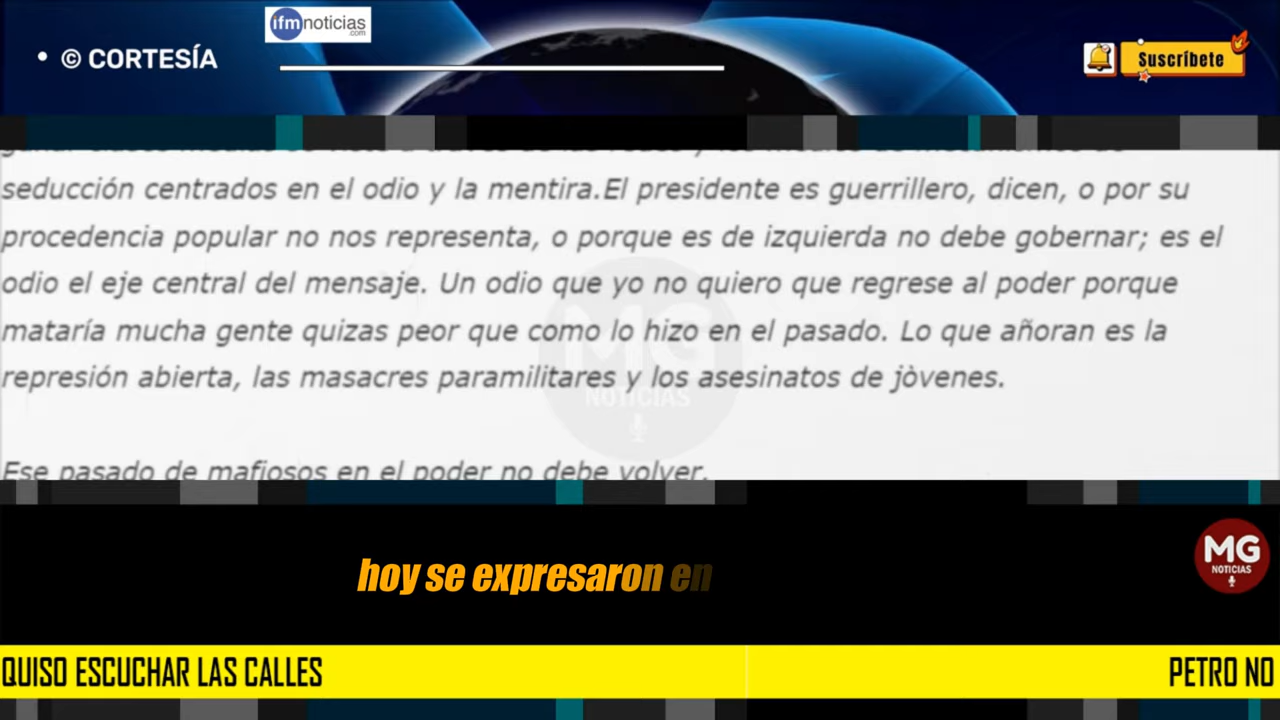 ifmnoticias
.com
• © CORTESÍA
Suscríbete
seducción centrados en el odio y la mentira.El presidente es guerrillero, dicen, o por su
procedencia popular no nos representa, o porque es de izquierda no debe gobernar; es el
odio el eje central del mensaje. Un odio que yo no quiero que regrese al poder porque
mataría mucha gente quizas peor que como lo hizo en el pasado. Lo que añoran es la
represión abierta, las masacres paramilitares y los asesinatos de jòvenes.
MG
NOTICIAS
Ese pasado de mafiosos en el poder no debe volver.
hoy se expresaron en
MG
NOTICIAS
QUISO ESCUCHAR LAS CALLES
PETRO NO